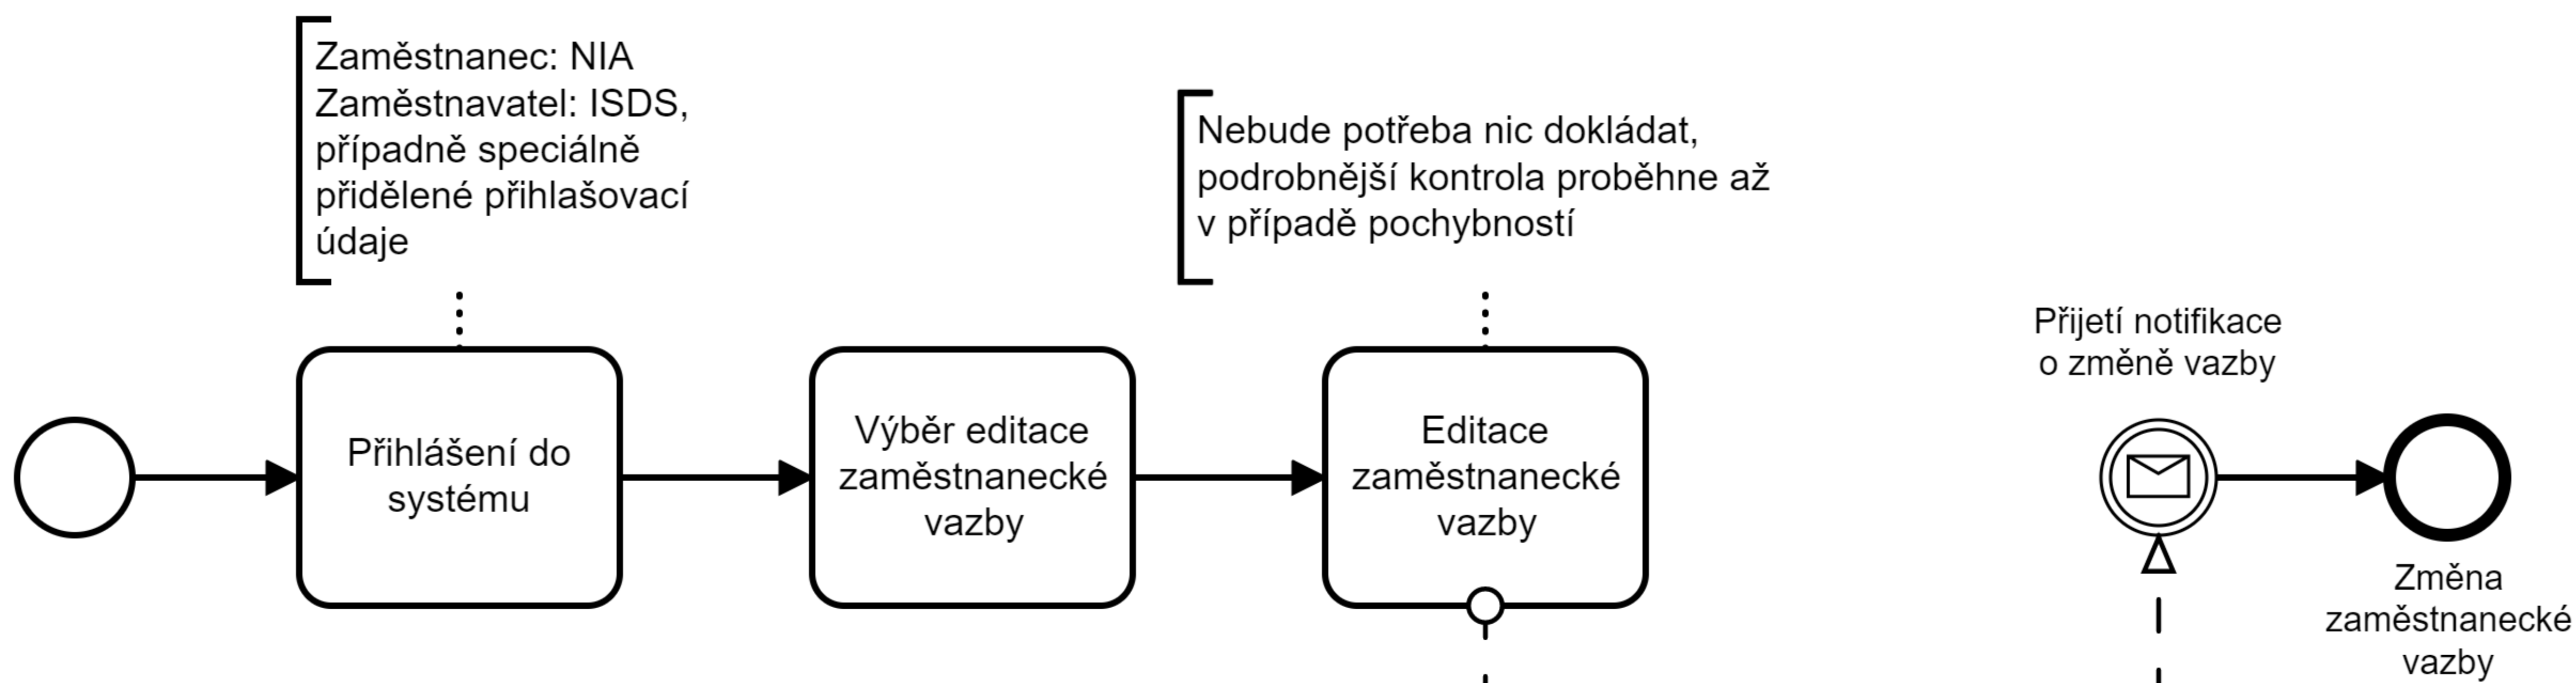 Zaměstnanec: NIA
Zaměstnavatel: ISDS,
případně speciálně
přidělené přihlašovací
údaje
Nebude potřeba nic dokládat,
podrobnější kontrola proběhne až
v případě pochybností
Přihlášení do
systému
Výběr editace
zaměstnanecké
vazby
Editace
zaměstnanecké
vazby
Přijetí notifikace
o změně vazby
Změna
zaměstnanecké
vazby